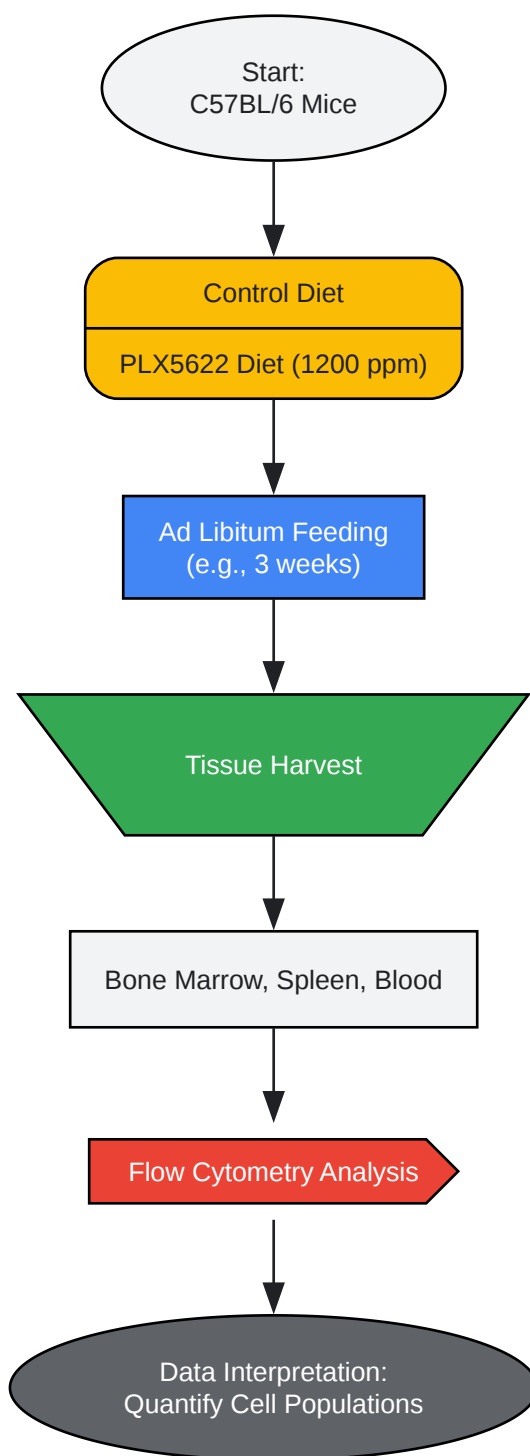 Start:
C57BL/6 Mice
Control Diet
PLX5622 Diet (1200 ppm)
Ad Libitum Feeding
(e.g., 3 weeks)
Tissue Harvest
Bone Marrow, Spleen, Blood
Flow Cytometry Analysis
Data Interpretation:
Quantify Cell Populations